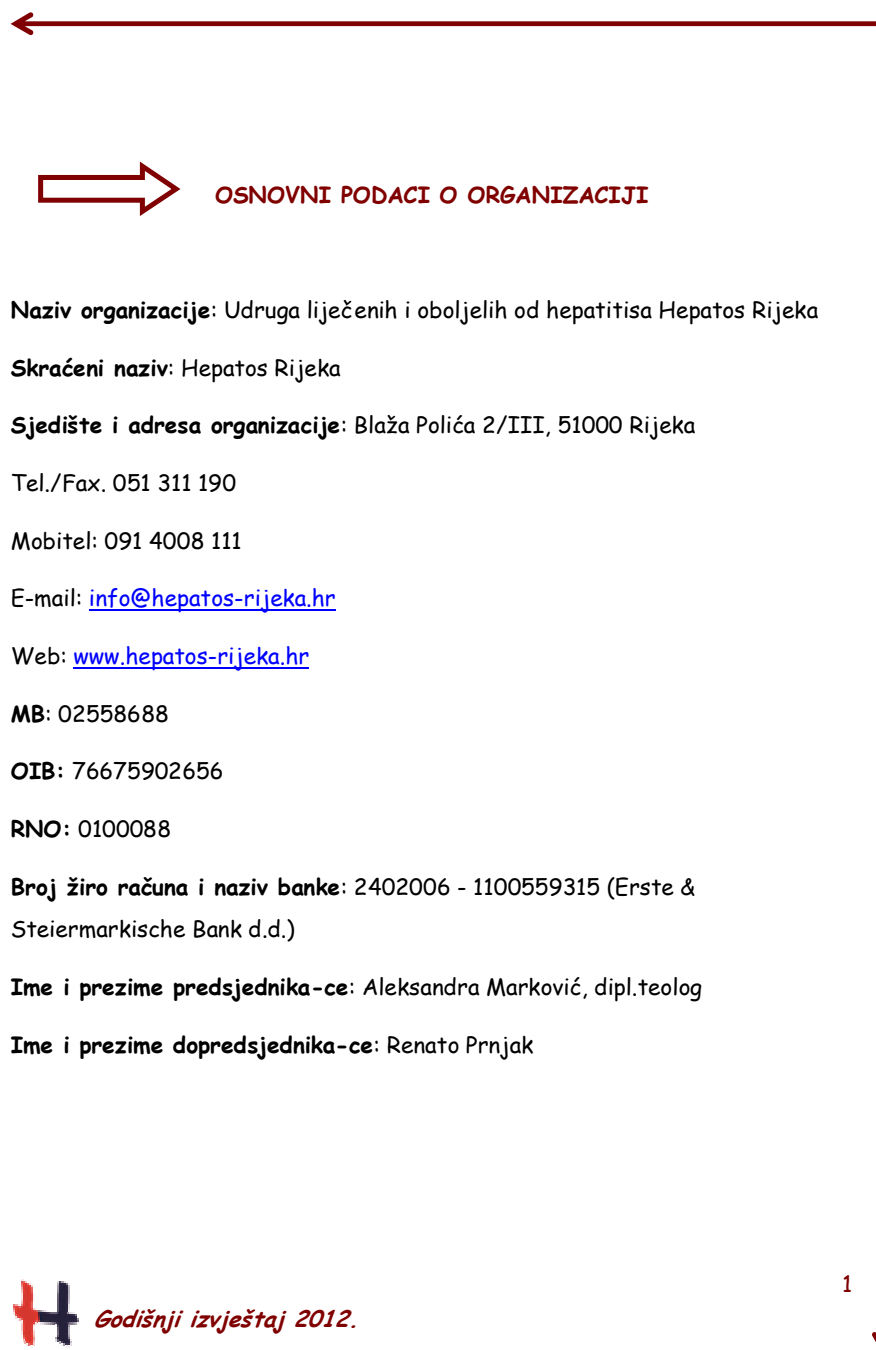 OSNOVNI PODACI O ORGANIZACIJI
Naziv organizacije: Udruga liječenih i oboljelih od hepatitisa Hepatos Rijeka
Skraćeni naziv: Hepatos Rijeka
Sjedište i adresa organizacije: Blaža Polića 2/III, 51000 Rijeka
Tel./Fax. 051 311 190
Mobitel: 091 4008 111
E-mail: info@hepatos-rijeka.hr
Web: www.hepatos-rijeka.hr
MB: 02558688
OIB: 76675902656
RNO: 0100088
Broj žiro računa i naziv banke: 2402006 - 1100559315 (Erste &
Steiermarkische Bank d.d.)
Ime i prezime predsjednika-ce: Aleksandra Marković, dipl.teolog
Ime i prezime dopredsjednika-ce: Renato Prnjak
1
Godišnji izvještaj 2012.